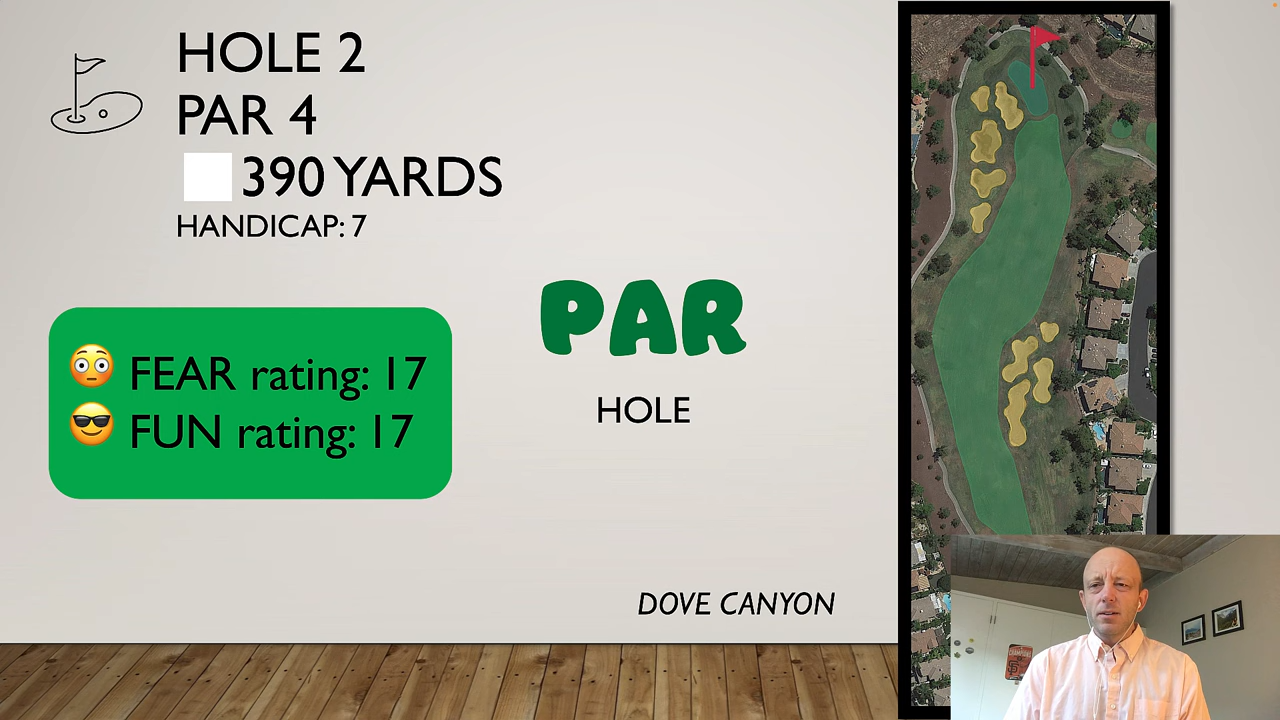 HOLE 2
PAR 4
390 YARDS
HANDICAP: 7
😳 FEAR rating: 17
😎 FUN rating: 17
PAR
HOLE
DOVE CANYON